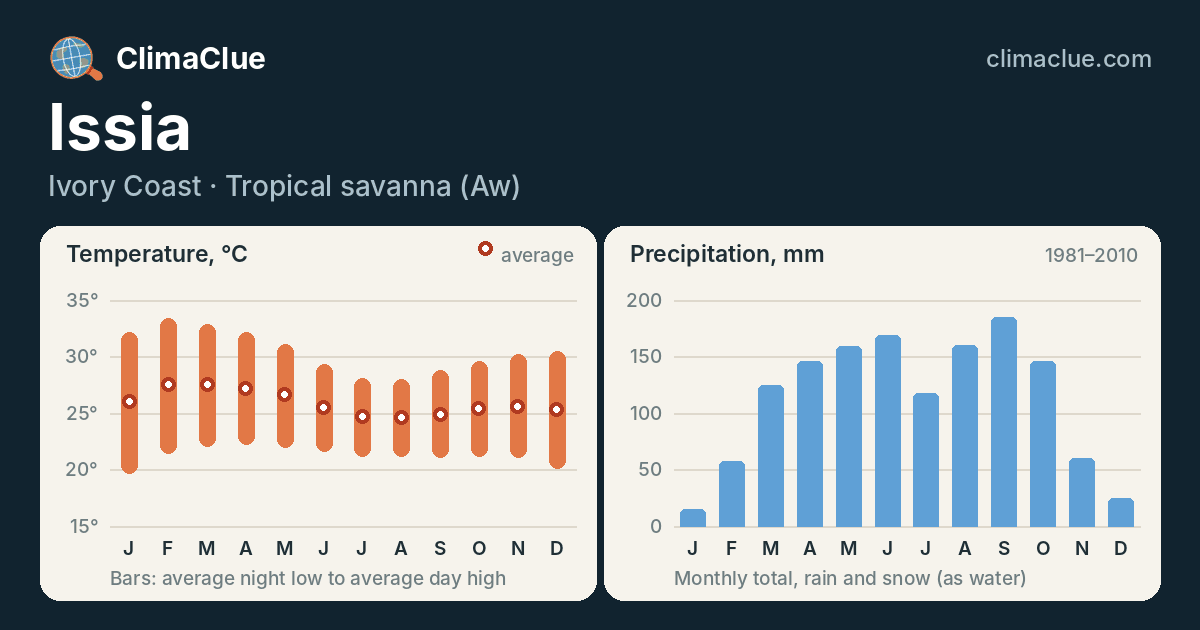 ClimaClue
climaclue.com
Issia
Ivory Coast · Tropical savanna (Aw)
Temperature, °C
average
35°
30°
25°
20°
15°
J F M A M J J A S O N D
Bars: average night low to average day high
Precipitation, mm
1981–2010
200
150
100
50
0
J F M A M J J A S O N D
Monthly total, rain and snow (as water)